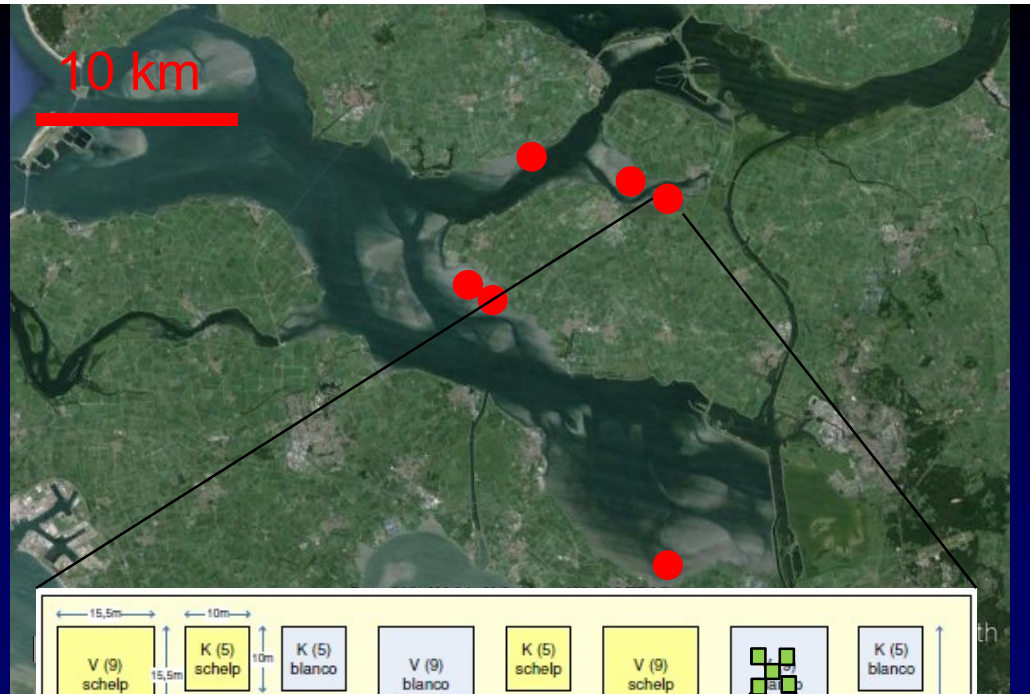 10 km
15,5m
10m
V (9)
schelp
15,5m
K (5)
schelp
10m
K (5)
blanco
V (9)
blanco
K (5)
schelp
V (9)
schelp
K (5)
blanco
th